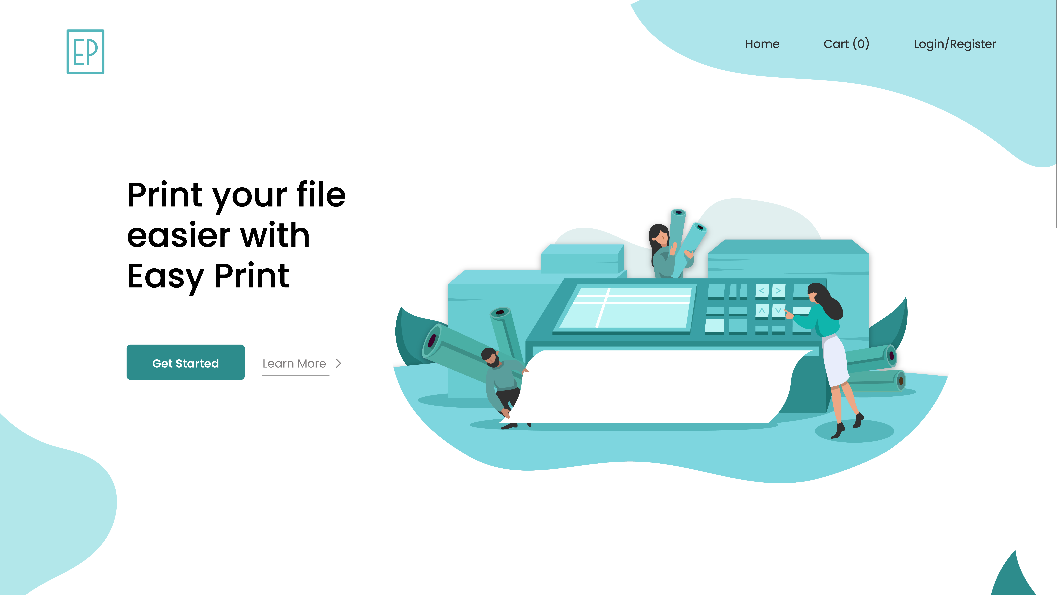 EP
Home
Cart (0)
Login/Register
Print your file
easier with
Easy Print
Get Started
Learn More